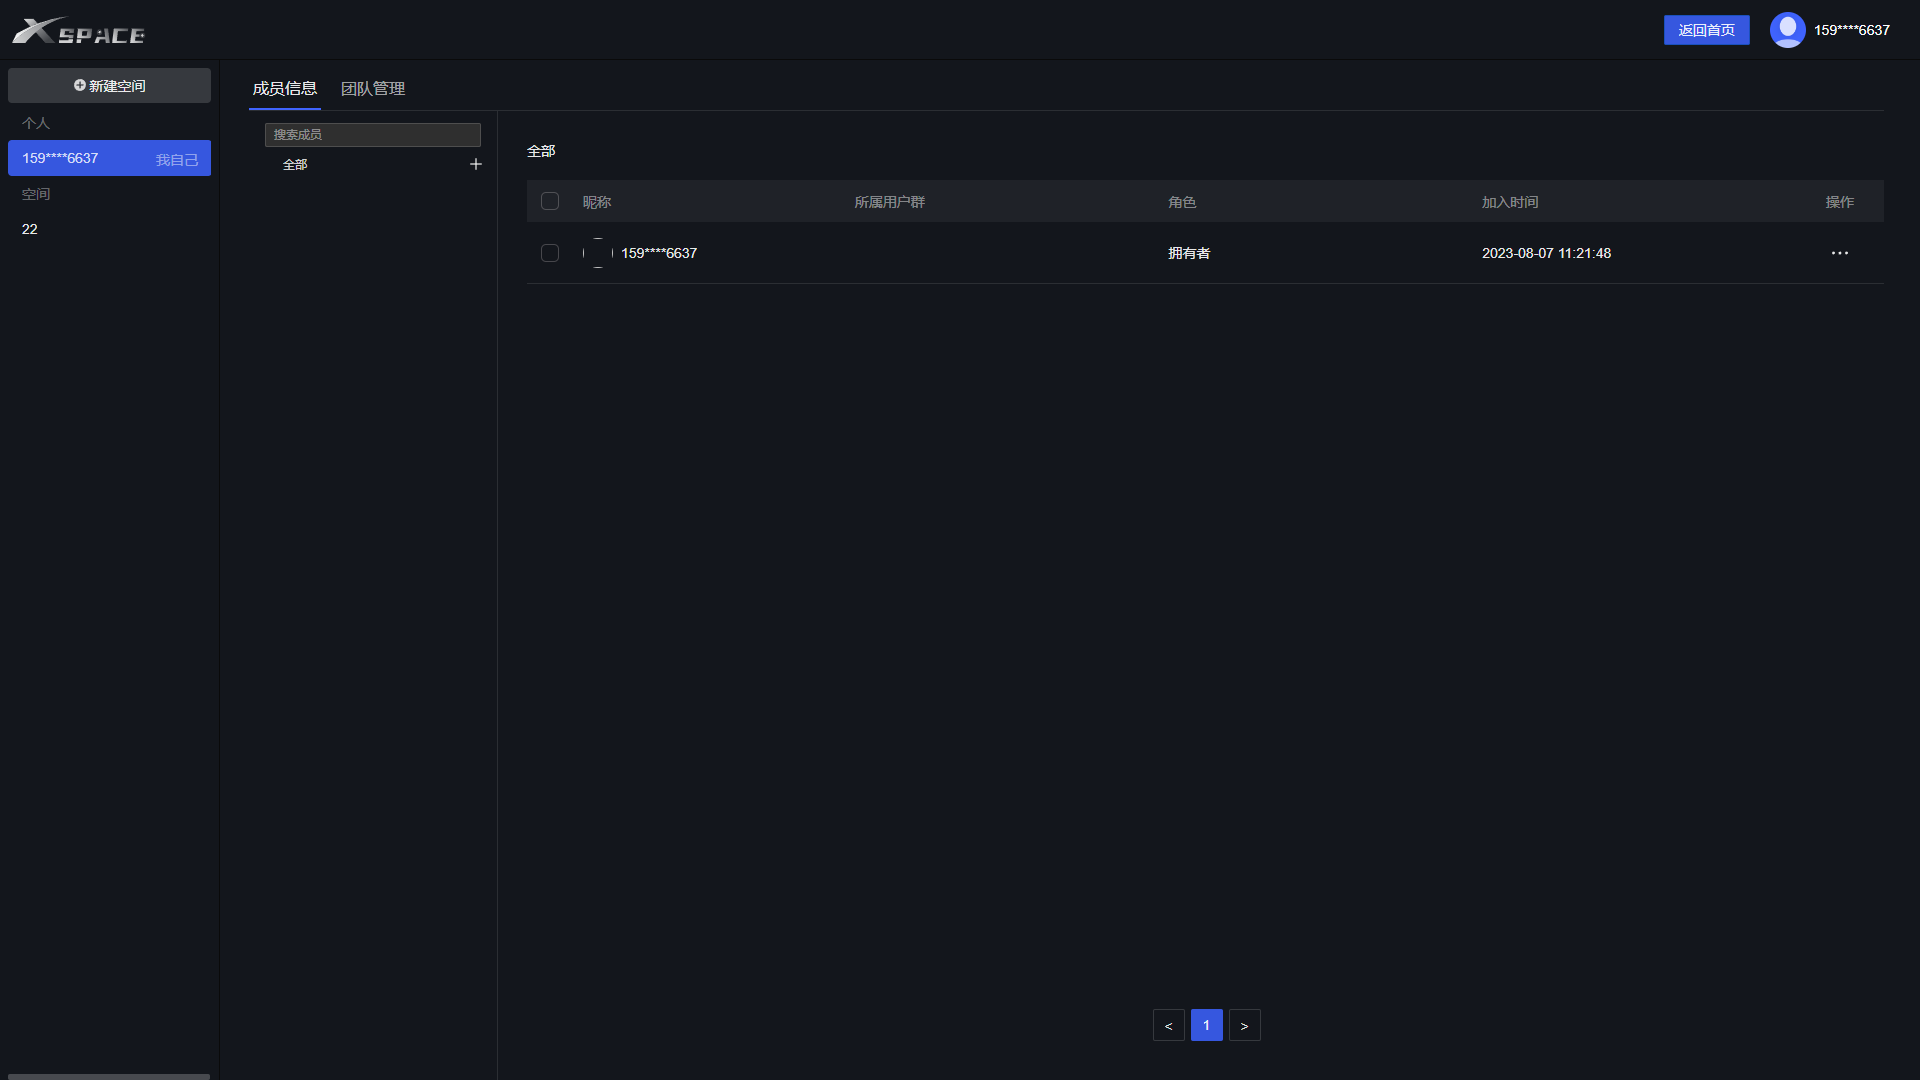 XSPACE
返回首页
159****6637
新建空间
个人
159****6637 我自己
空间
22
成员信息 团队管理
搜索成员
全部
全部
昵称 所属用户群 角色 加入时间 操作
159****6637 拥有者 2023-08-07 11:21:48 ···
< 1 >